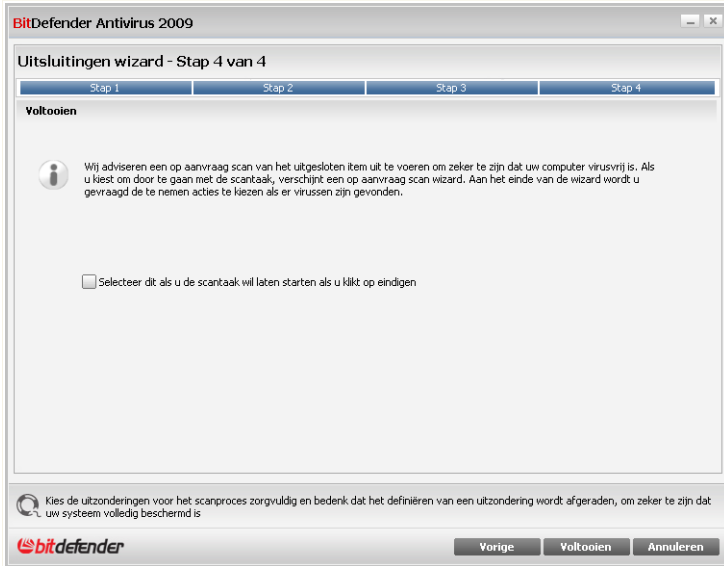 BitDefender Antivirus 2009
Uitsluitingen wizard - Stap 4 van 4
Stap 1 Stap 2 Stap 3 Stap 4
Voltooien
Wij adviseren een op aanvraag scan van het uitgesloten item uit te voeren om zeker te zijn dat uw computer virusvrij is. Als
u kiest om door te gaan met de scantaak, verschijnt een op aanvraag scan wizard. Aan het einde van de wizard wordt u
gevraagd de te nemen acties te kiezen als er virussen zijn gevonden.
Selecteer dit als u de scantaak wil laten starten als u klikt op eindigen
Kies de uitzonderingen voor het scanproces zorgvuldig en bedenk dat het definiëren van een uitzondering wordt afgeraden, om zeker te zijn dat
uw systeem volledig beschermd is
bitdefender Vorige Voltooien Annuleren